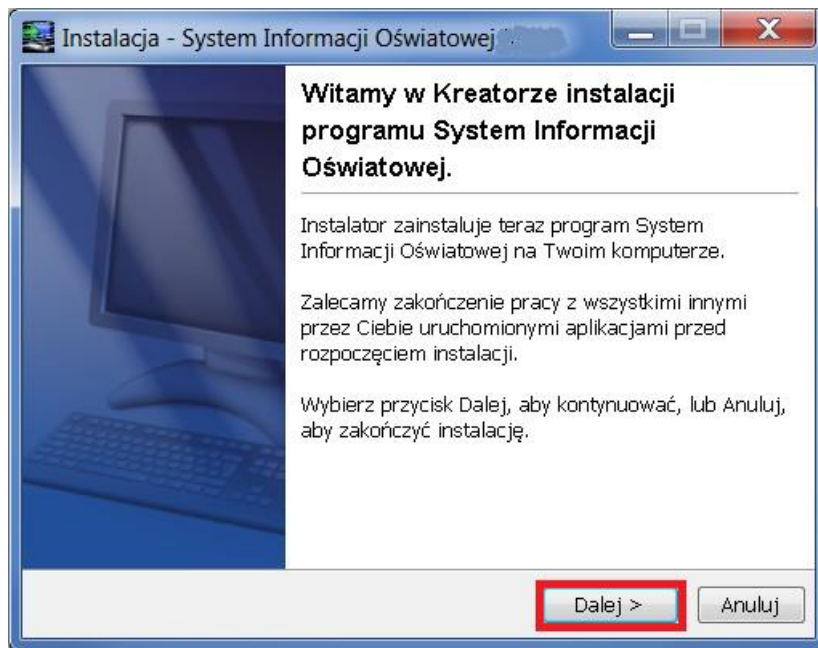 Instalacja - System Informacji Oświatowej
Witamy w Kreatorze instalacji
programu System Informacji
Oświatowej.
Instalator zainstaluje teraz program System
Informacji Oświatowej na Twoim komputerze.
Zalecamy zakończenie pracy z wszystkimi innymi
przez Ciebie uruchomionymi aplikacjami przed
rozpoczęciem instalacji.
Wybierz przycisk Dalej, aby kontynuować, lub Anuluj,
aby zakończyć instalację.
Dalej >
Anuluj